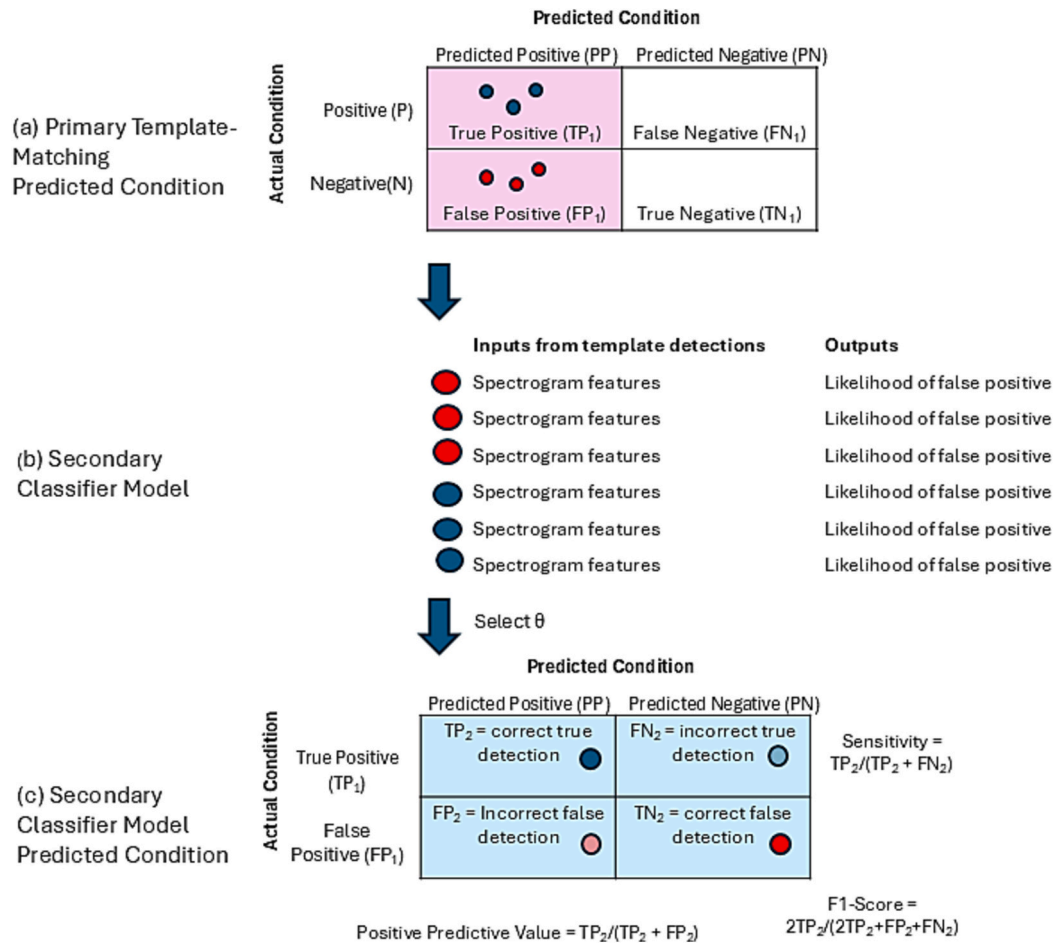 Predicted Condition
Predicted Positive (PP) Predicted Negative (PN)
Actual Condition
(a) Primary Template-
Matching
Predicted Condition
Positive (P)
True Positive (TP₁) False Negative (FN₁)
Negative(N)
False Positive (FP₁) True Negative (TN₁)
Inputs from template detections Outputs
Spectrogram features Likelihood of false positive
Spectrogram features Likelihood of false positive
Spectrogram features Likelihood of false positive
Spectrogram features Likelihood of false positive
Spectrogram features Likelihood of false positive
Spectrogram features Likelihood of false positive
(b) Secondary
Classifier Model
Select θ
Predicted Condition
Predicted Positive (PP) Predicted Negative (PN)
Actual Condition
(c) Secondary
Classifier Model
Predicted Condition
True Positive
(TP₁)
TP₂ = correct true
detection
FN₂ = incorrect true
detection
Sensitivity =
TP₂/(TP₂ + FN₂)
False
Positive (FP₁)
FP₂ = Incorrect false
detection
TN₂ = correct false
detection
Positive Predictive Value = TP₂/(TP₂ + FP₂)
F1-Score =
2TP₂/(2TP₂+FP₂+FN₂)